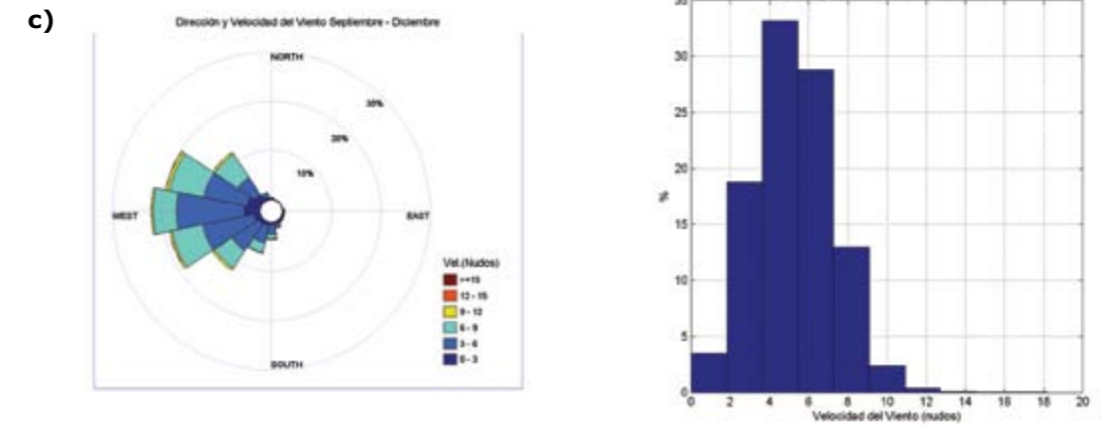 c)
Dirección y Velocidad del Viento Septiembre - Diciembre
NORTH
30%
20%
10%
WEST
EAST
SOUTH
Vel.(Nudos)
>=15
12 - 15
9 - 12
6 - 9
3 - 6
0 - 3
35
30
25
20
15
10
5
0
%
0 2 4 6 8 10 12 14 16 18 20
Velocidad del Viento (nudos)